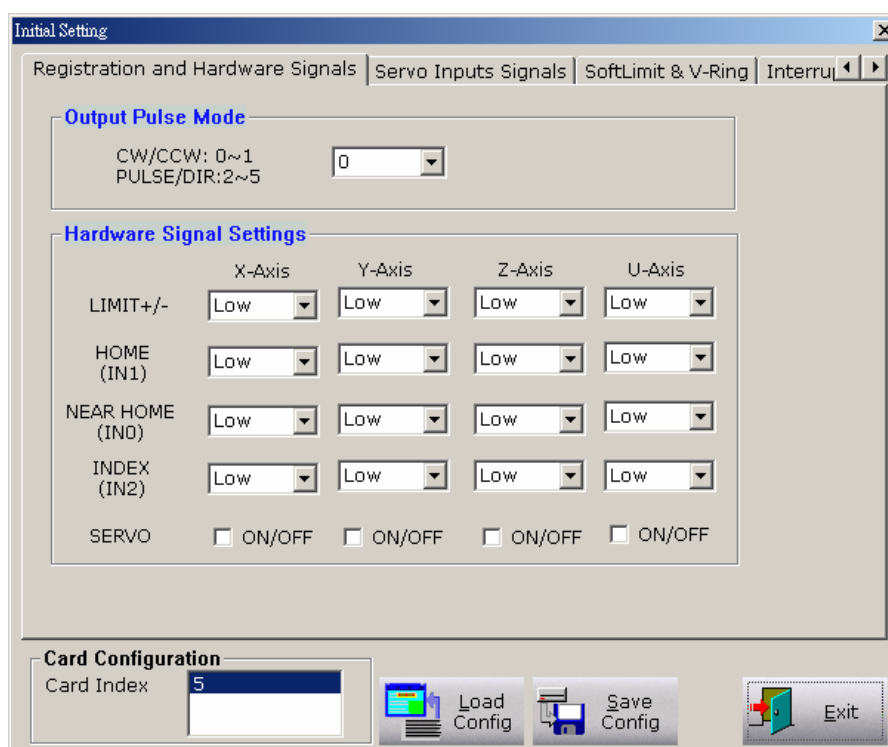 Initial Setting
Registration and Hardware Signals
Servo Inputs Signals
SoftLimit & V-Ring
Output Pulse Mode
CW/CCW: 0~1
0
PULSE/DIR:2~5
Hardware Signal Settings
X-Axis Y-Axis Z-Axis U-Axis
LIMIT+/- Low Low Low Low
HOME
(IN1)
Low Low Low Low
NEAR HOME
(IN0)
Low Low Low Low
INDEX
(IN2)
Low Low Low Low
SERVO ON/OFF ON/OFF ON/OFF ON/OFF
Card Configuration
Card Index 5
Load
Config
Save
Config
Exit